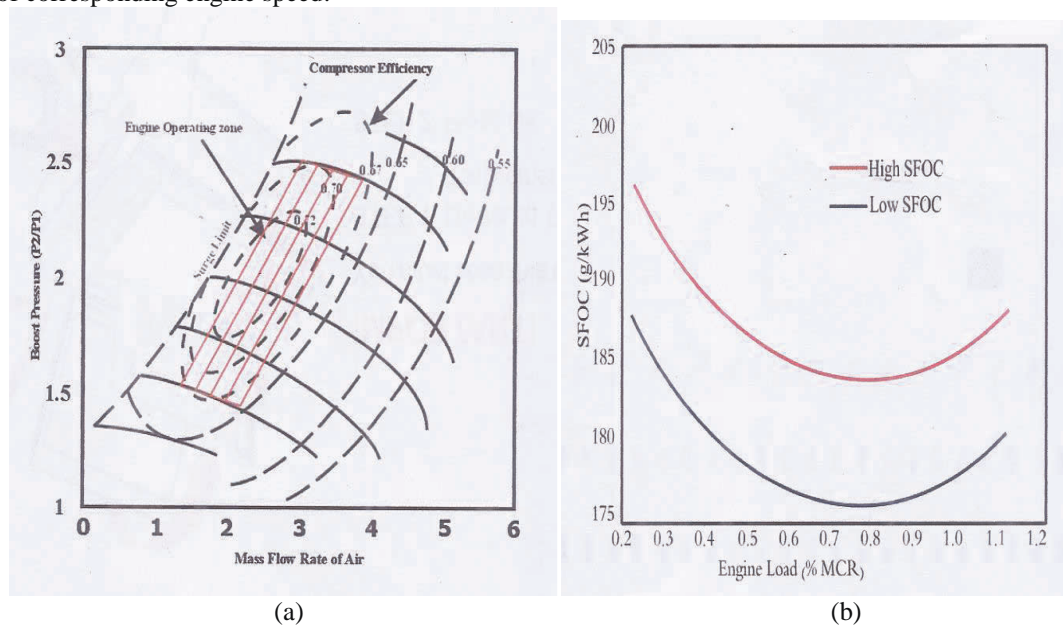 of corresponding engine speed.
3
2.5
2
1.5
1
Boost Pressure (P2/P1)
Compressor Efficiency
Engine Operating zone
Surge Limit
0.72
0.70
0.67
0.65
0.60
0.55
0 1 2 3 4 5 6
Mass Flow Rate of Air
(a)
205
200
195
190
185
180
175
SFOC (g/kWh)
High SFOC
Low SFOC
0.2 0.3 0.4 0.5 0.6 0.7 0.8 0.9 1.0 1.1 1.2
Engine Load (% MCR)
(b)